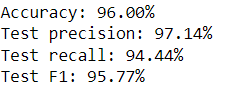 Accuracy: 96.00%
Test precision: 97.14%
Test recall: 94.44%
Test F1: 95.77%